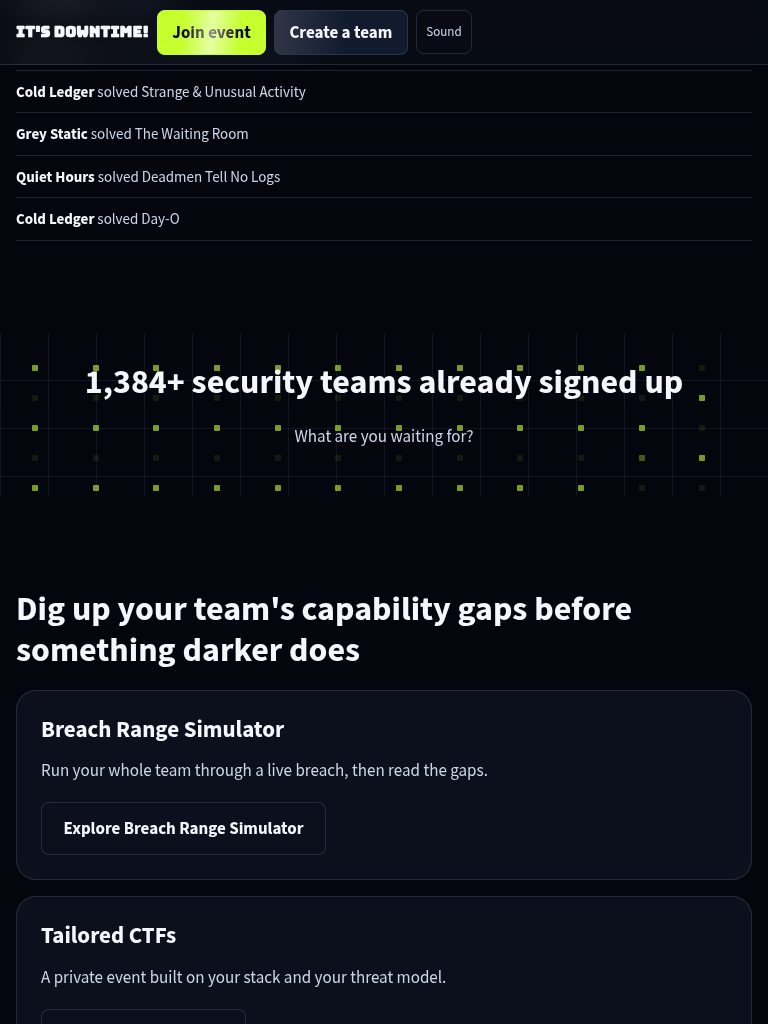 IT'S DOWNTIME!
Join event
Create a team
Sound
Cold Ledger solved Strange & Unusual Activity
Grey Static solved The Waiting Room
Quiet Hours solved Deadmen Tell No Logs
Cold Ledger solved Day-O
1,384+ security teams already signed up
What are you waiting for?
Dig up your team's capability gaps before
something darker does
Breach Range Simulator
Run your whole team through a live breach, then read the gaps.
Explore Breach Range Simulator
Tailored CTFs
A private event built on your stack and your threat model.